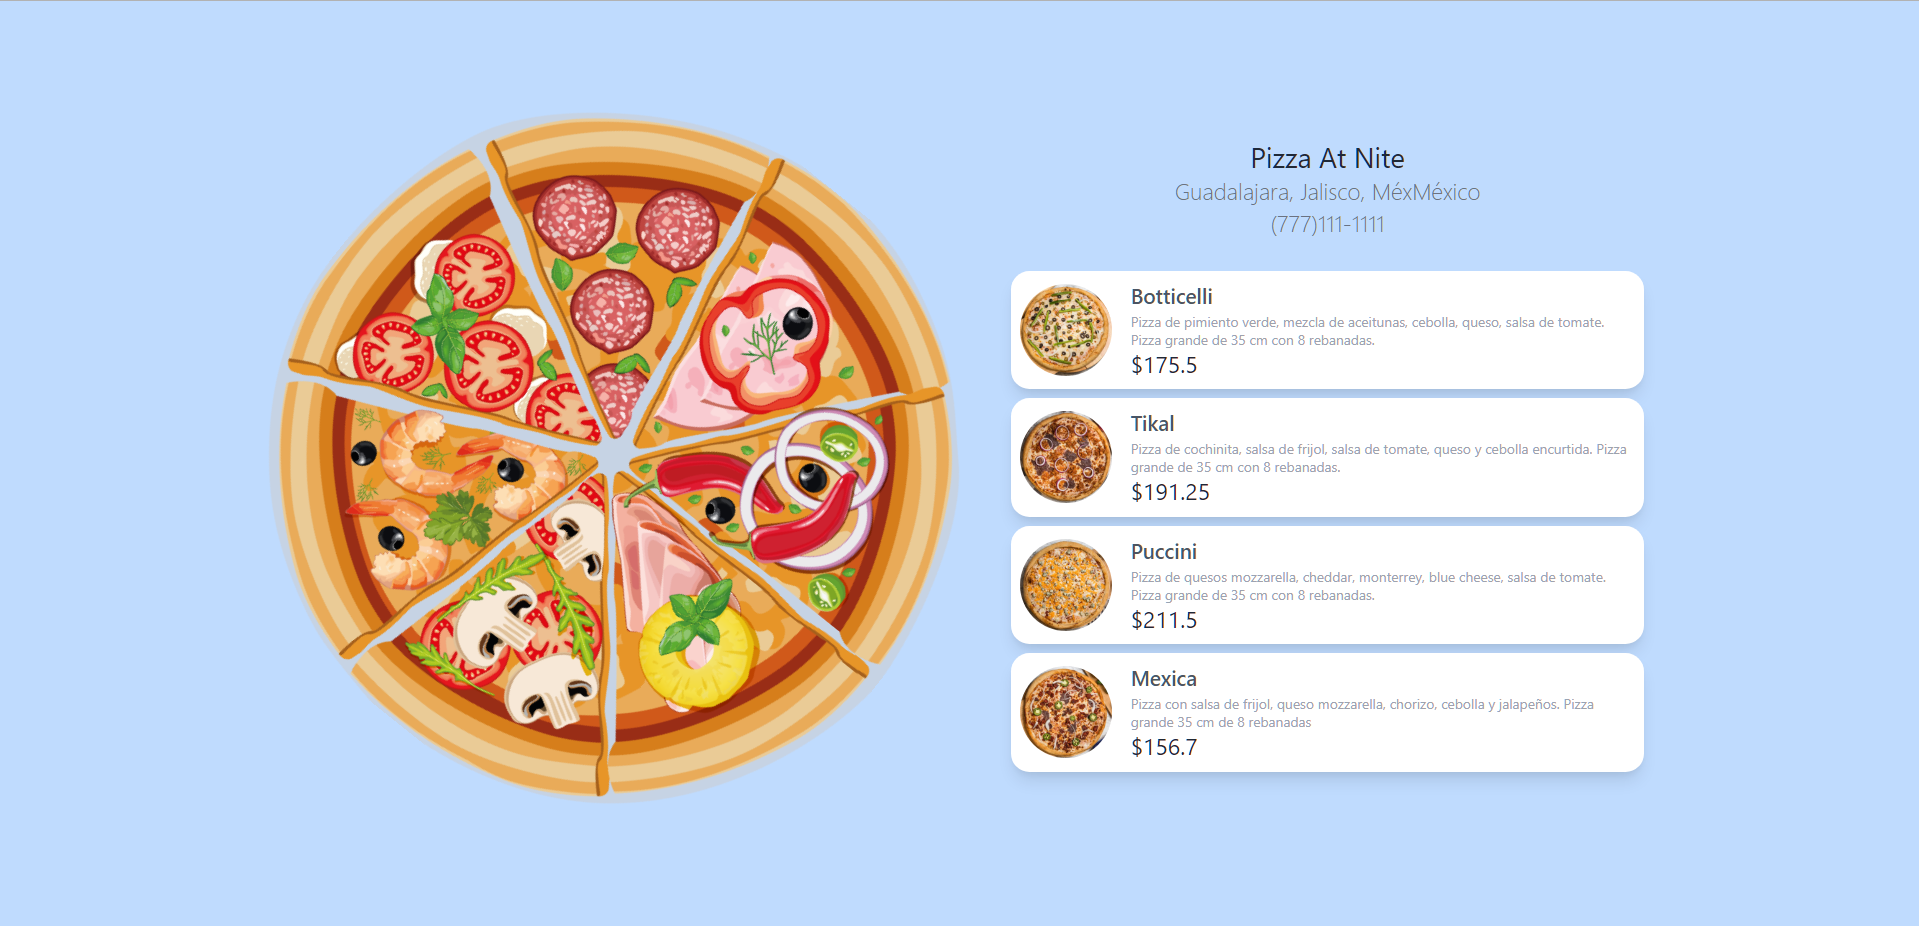 Pizza At Nite
Guadalajara, Jalisco, MéxMéxico
(777)111-1111
Botticelli
Pizza de pimiento verde, mezcla de aceitunas, cebolla, queso, salsa de tomate.
Pizza grande de 35 cm con 8 rebanadas.
$175.5
Tikal
Pizza de cochinita, salsa de frijol, salsa de tomate, queso y cebolla encurtida. Pizza
grande de 35 cm con 8 rebanadas.
$191.25
Puccini
Pizza de quesos mozzarella, cheddar, monterrey, blue cheese, salsa de tomate.
Pizza grande de 35 cm con 8 rebanadas.
$211.5
Mexica
Pizza con salsa de frijol, queso mozzarella, chorizo, cebolla y jalapeños. Pizza
grande 35 cm de 8 rebanadas
$156.7